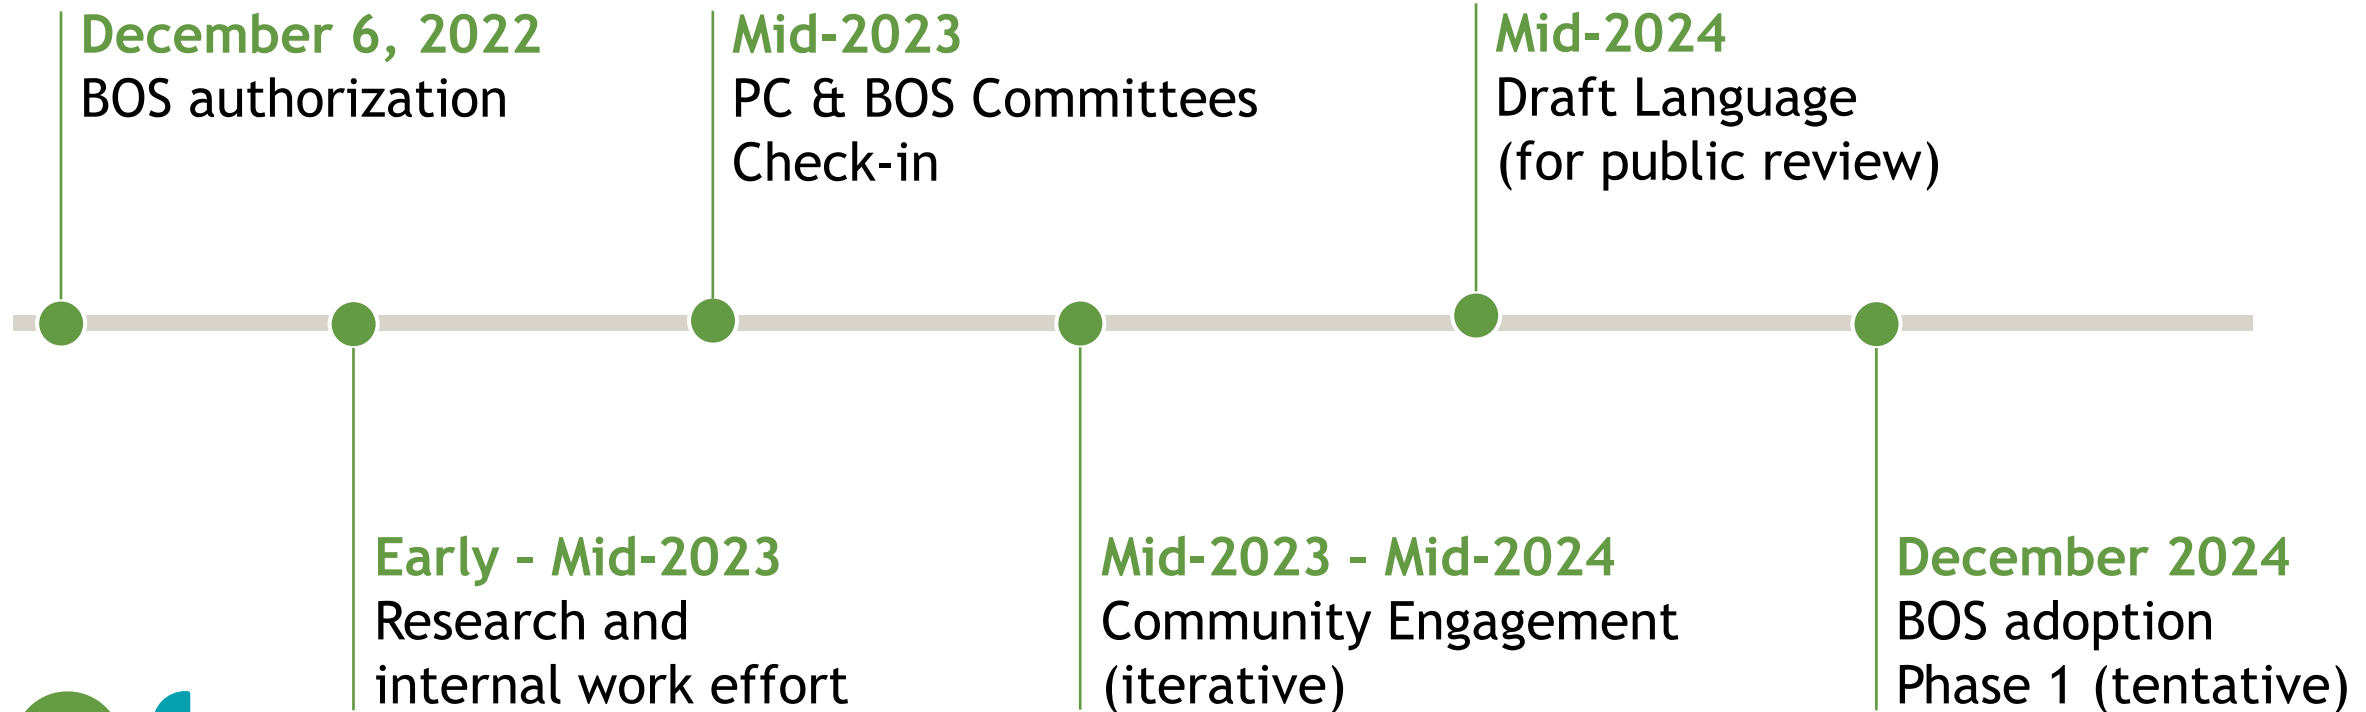 December 6, 2022
BOS authorization
Mid-2023
PC & BOS Committees
Check-in
Mid-2024
Draft Language
(for public review)
Early - Mid-2023
Research and
internal work effort
Mid-2023 - Mid-2024
Community Engagement
(iterative)
December 2024
BOS adoption
Phase 1 (tentative)